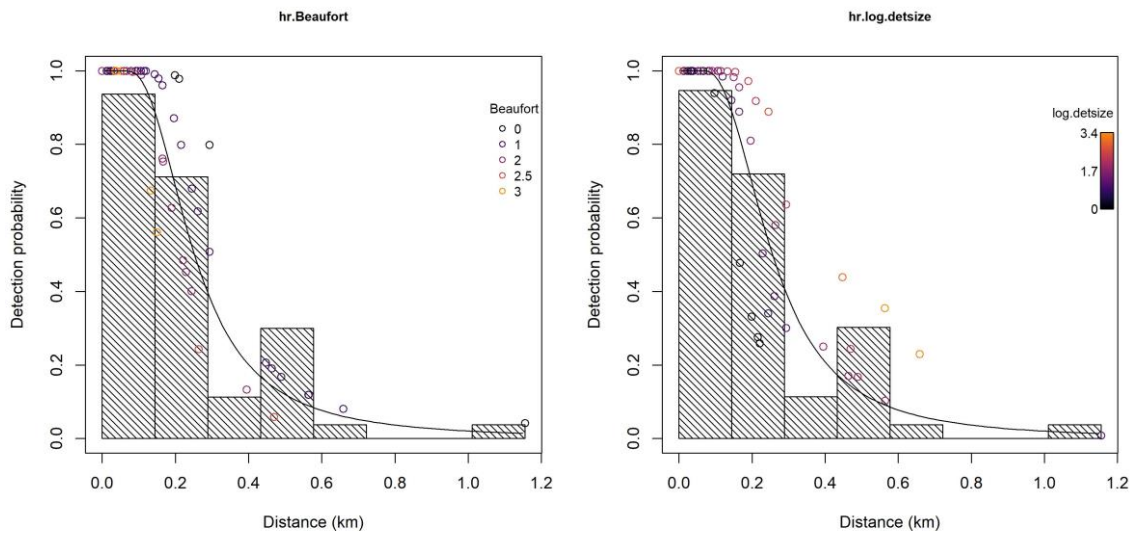 hr.Beaufort
Detection probability
1.0
0.8
0.6
0.4
0.2
0.0
Beaufort
0
1
2
2.5
3
0.0 0.2 0.4 0.6 0.8 1.0 1.2
Distance (km)
hr.log.detsize
Detection probability
1.0
0.8
0.6
0.4
0.2
0.0
log.detsize
3.4
1.7
0
0.0 0.2 0.4 0.6 0.8 1.0 1.2
Distance (km)